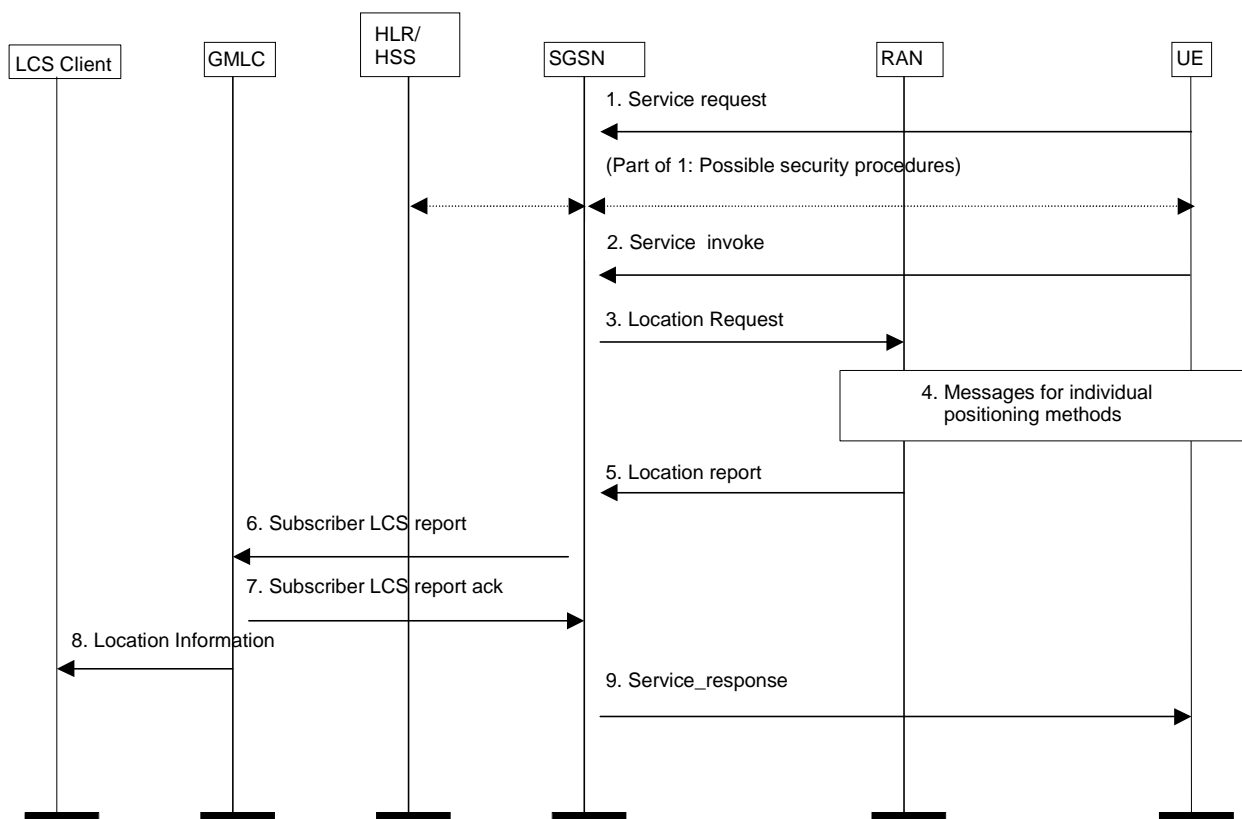 LCS Client
GMLC
HLR/
HSS
SGSN
RAN
UE
1. Service request
(Part of 1: Possible security procedures)
2. Service  invoke
3. Location Request
4. Messages for individual
positioning methods
5. Location report
6. Subscriber LCS report
7. Subscriber LCS report ack
8. Location Information
9. Service_response